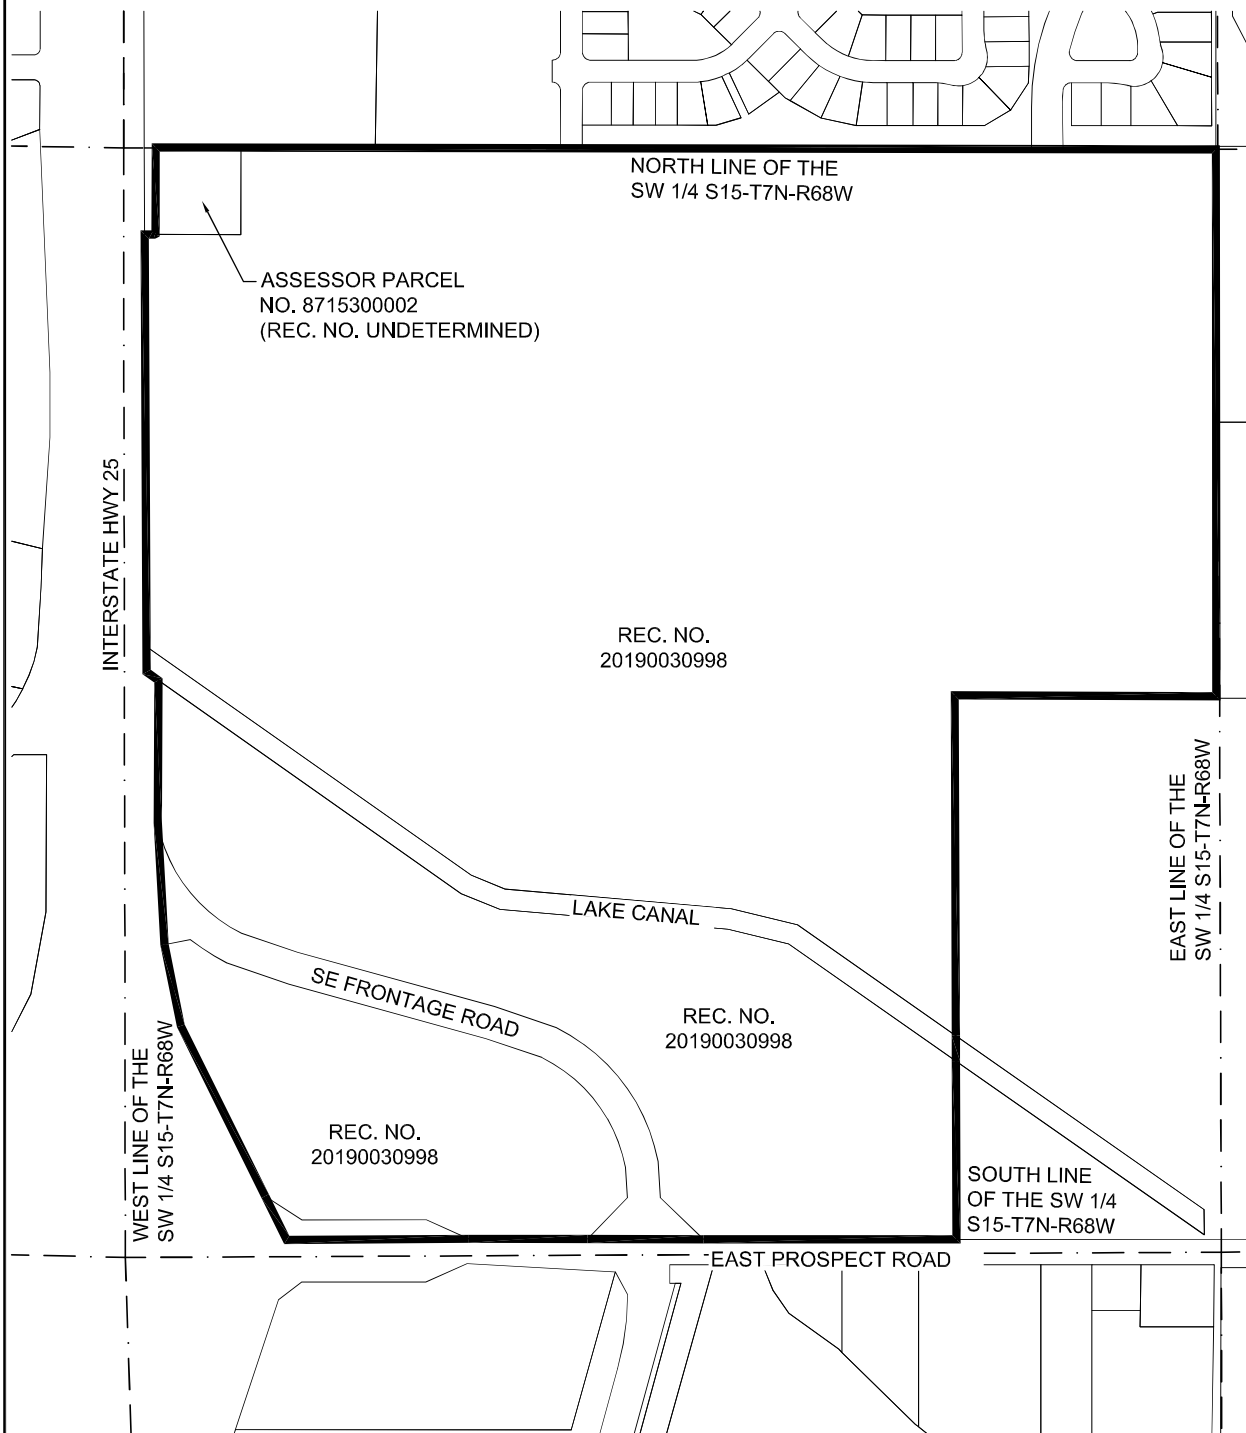 NORTH LINE OF THE
SW 1/4 S15-T7N-R68W
ASSESSOR PARCEL
NO. 8715300002
(REC. NO. UNDETERMINED)
INTERSTATE HWY 25
REC. NO.
20190030998
EAST LINE OF THE
SW 1/4 S15-T7N-R68W
LAKE CANAL
SE FRONTAGE ROAD
REC. NO.
20190030998
WEST LINE OF THE
SW 1/4 S15-T7N-R68W
REC. NO.
20190030998
SOUTH LINE
OF THE SW 1/4
S15-T7N-R68W
EAST PROSPECT ROAD